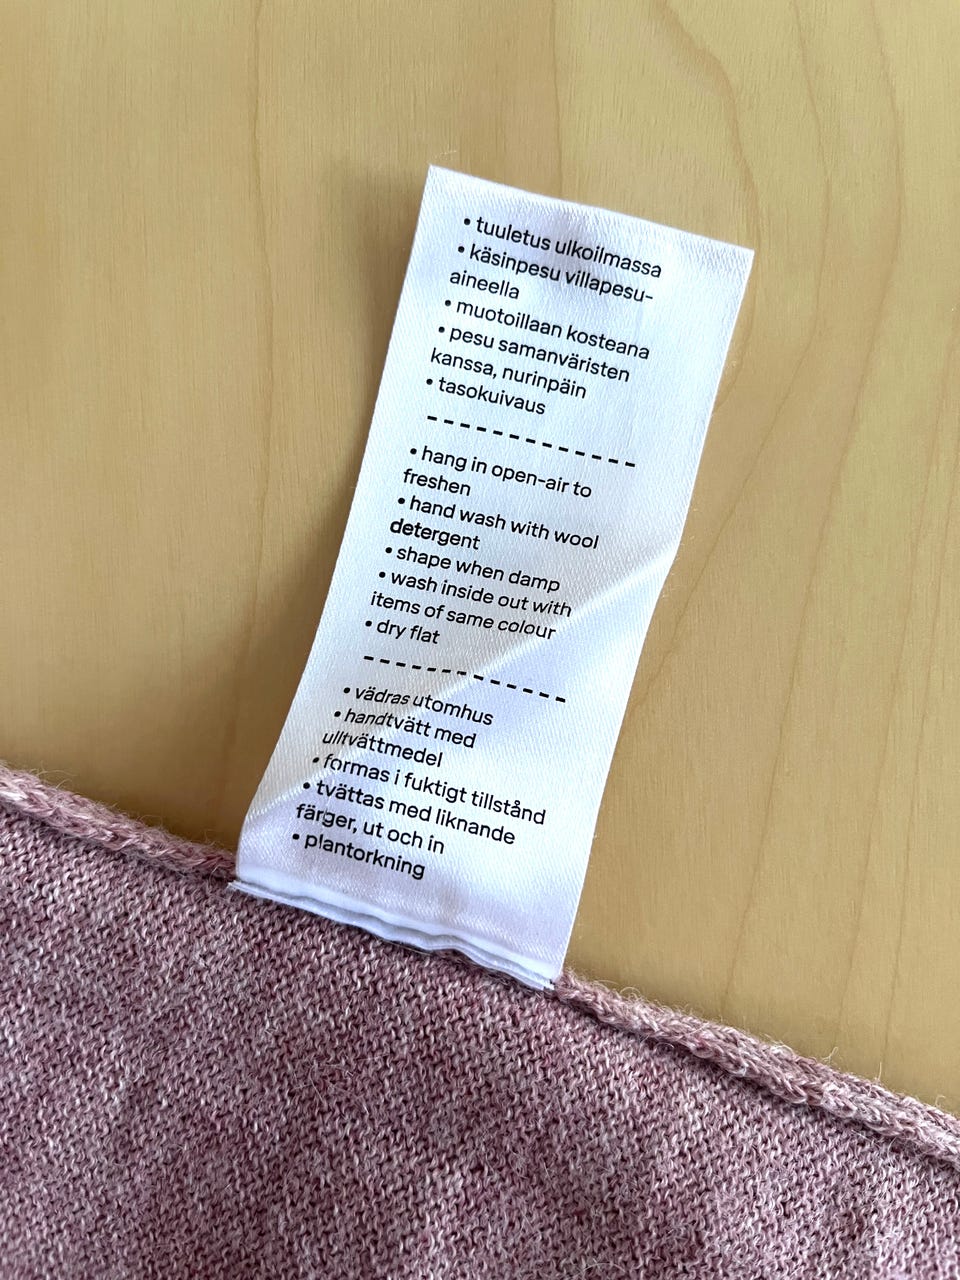 • tuuletus ulkoilmassa
• käsinpesu villapesu-
aineella
• muotoillaan kosteana
• pesu samanväristen
kanssa, nurinpäin
• tasokuivaus
- - - - - - - - - - - - - -
• hang in open-air to
freshen
• hand wash with wool
detergent
• shape when damp
• wash inside out with
items of same colour
• dry flat
- - - - - - - - - - - - - -
• vädras utomhus
• handtvätt med
ulltvättmedel
• formas i fuktigt tillstånd
• tvättas med liknande
färger, ut och in
• plantorkning